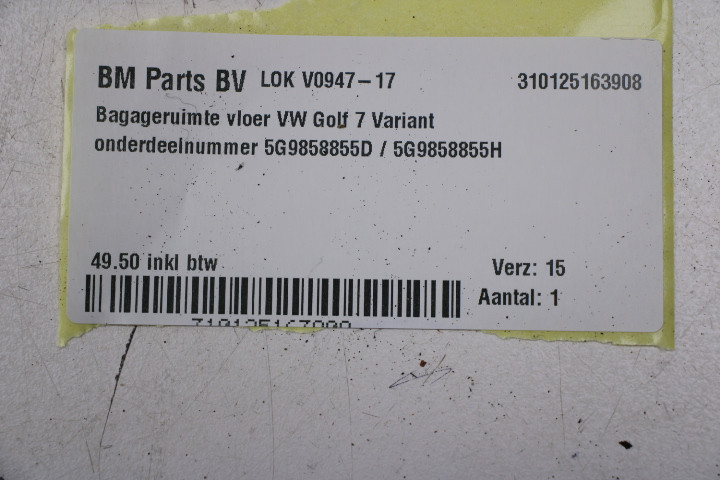 BM Parts BV LOK V0947-17 310125163908
Bagageruimte vloer VW Golf 7 Variant
onderdeelnummer 5G9858855D / 5G9858855H
49.50 inkl btw Verz: 15
Aantal: 1